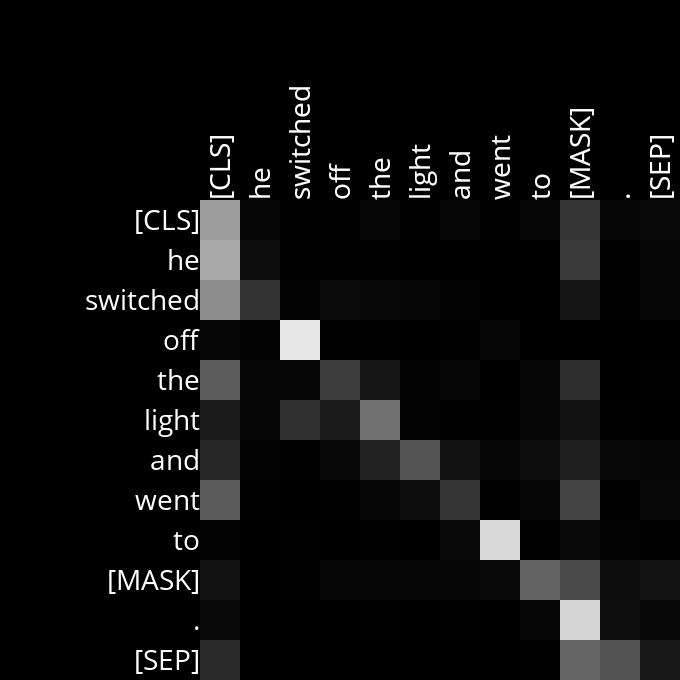 [CLS] he switched off the light and went to [MASK] . [SEP]
[CLS]
he
switched
off
the
light
and
went
to
[MASK]
.
[SEP]